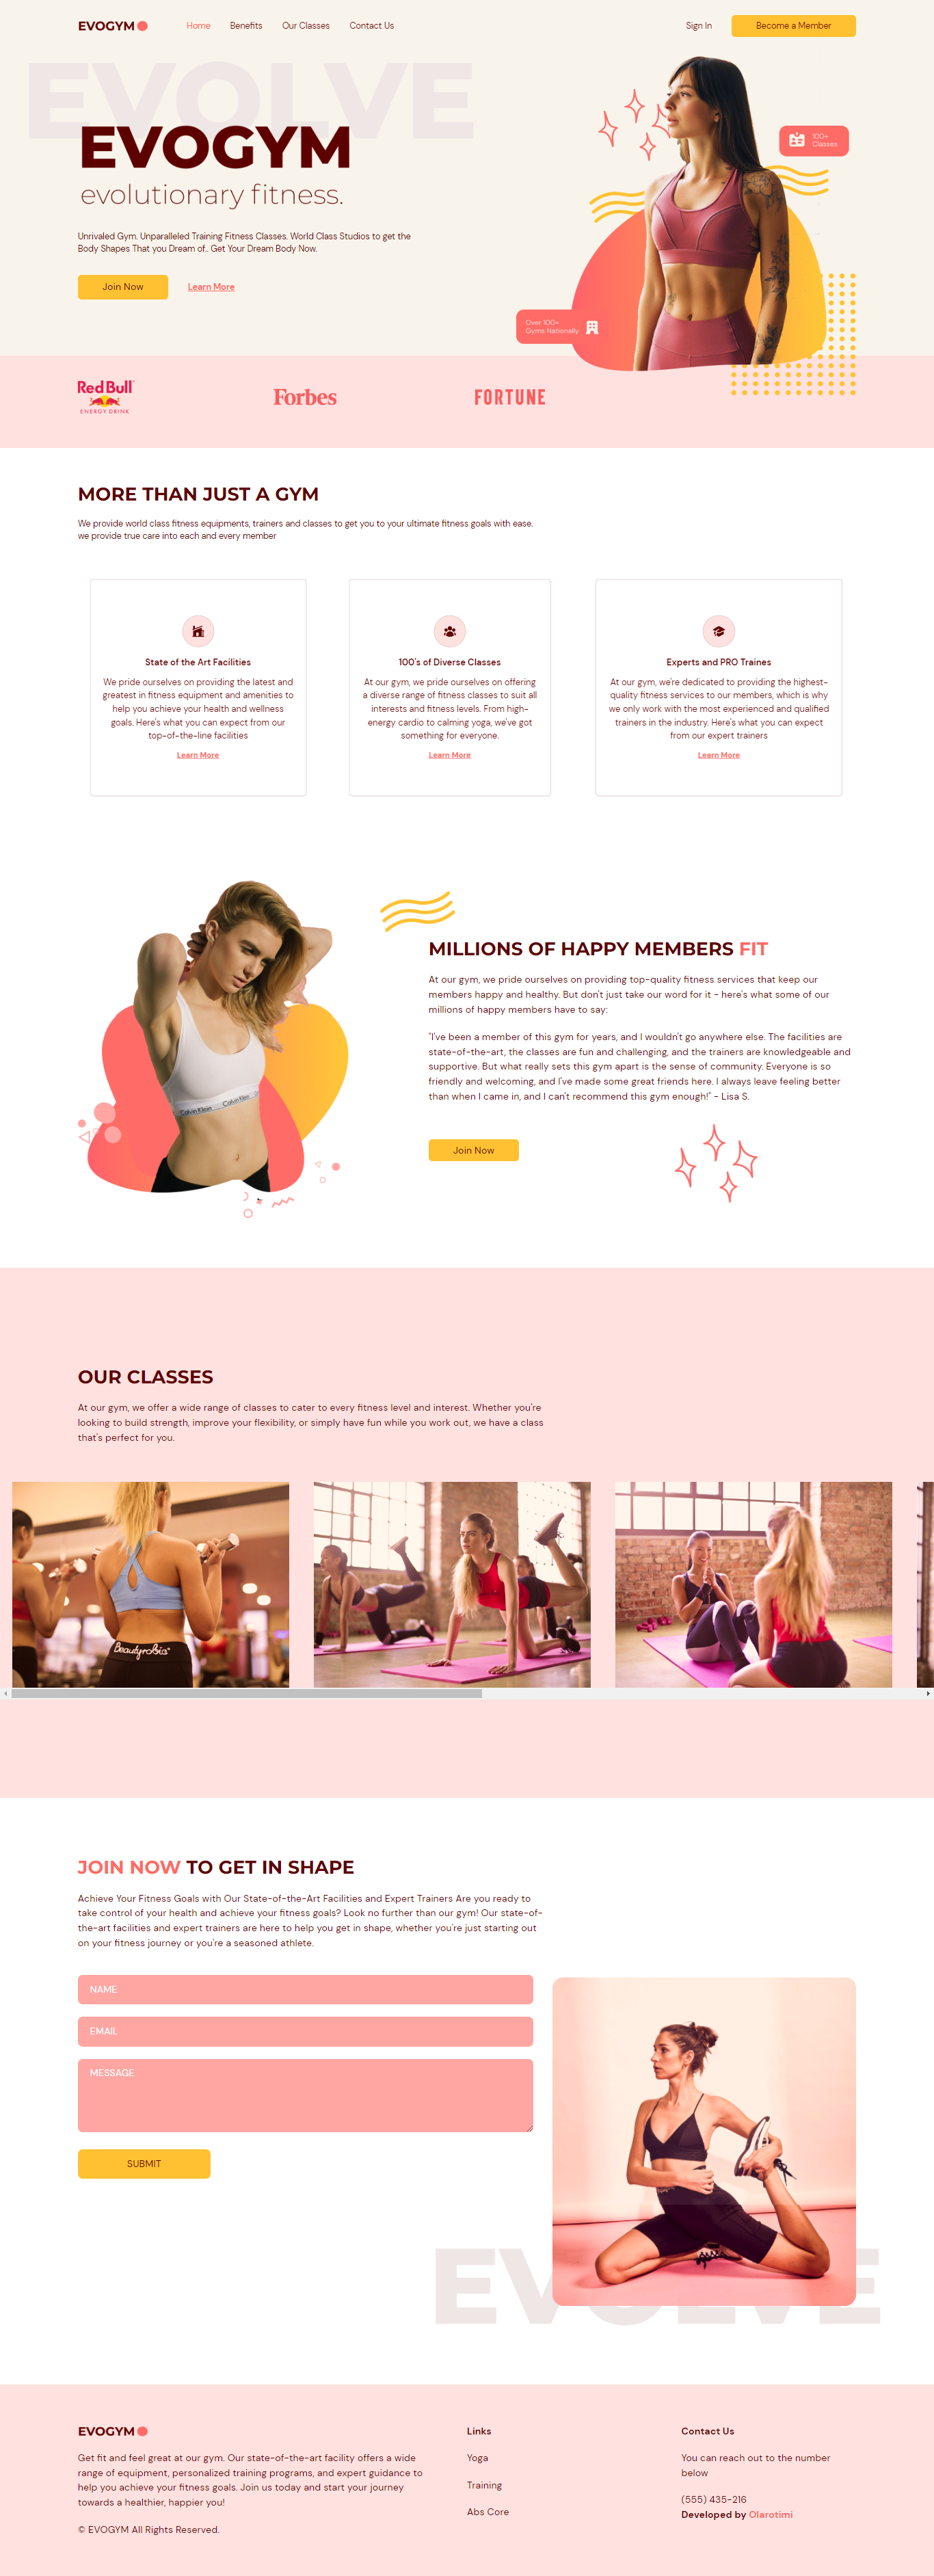 EVOGYM
Home
Benefits
Our Classes
Contact Us
Sign In
Become a Member
EVOLVE
EVOGYM
evolutionary fitness.
Unrivaled Gym. Unparalleled Training Fitness Classes. World Class Studios to get the
Body Shapes That you Dream of.. Get Your Dream Body Now.
Join Now
Learn More
100+
Classes
Over 100+
Gyms Nationally
Red Bull
ENERGY DRINK
Forbes
FORTUNE
MORE THAN JUST A GYM
We provide world class fitness equipments, trainers and classes to get you to your ultimate fitness goals with ease.
we provide true care into each and every member
State of the Art Facilities
We pride ourselves on providing the latest and
greatest in fitness equipment and amenities to
help you achieve your health and wellness
goals. Here's what you can expect from our
top-of-the-line facilities
Learn More
100's of Diverse Classes
At our gym, we pride ourselves on offering
a diverse range of fitness classes to suit all
interests and fitness levels. From high-
energy cardio to calming yoga, we've got
something for everyone.
Learn More
Experts and PRO Traines
At our gym, we're dedicated to providing the highest-
quality fitness services to our members, which is why
we only work with the most experienced and qualified
trainers in the industry. Here's what you can expect
from our expert trainers
Learn More
Calvin Klein
Calvin Klein
MILLIONS OF HAPPY MEMBERS FIT
At our gym, we pride ourselves on providing top-quality fitness services that keep our
members happy and healthy. But don't just take our word for it - here's what some of our
millions of happy members have to say:
"I've been a member of this gym for years, and I wouldn't go anywhere else. The facilities are
state-of-the-art, the classes are fun and challenging, and the trainers are knowledgeable and
supportive. But what really sets this gym apart is the sense of community. Everyone is so
friendly and welcoming, and I've made some great friends here. I always leave feeling better
than when I came in, and I can't recommend this gym enough!" - Lisa S.
Join Now
OUR CLASSES
At our gym, we offer a wide range of classes to cater to every fitness level and interest. Whether you're
looking to build strength, improve your flexibility, or simply have fun while you work out, we have a class
that's perfect for you.
Beautyrobics
JOIN NOW TO GET IN SHAPE
Achieve Your Fitness Goals with Our State-of-the-Art Facilities and Expert Trainers Are you ready to
take control of your health and achieve your fitness goals? Look no further than our gym! Our state-of-
the-art facilities and expert trainers are here to help you get in shape, whether you're just starting out
on your fitness journey or you're a seasoned athlete.
NAME
EMAIL
MESSAGE
SUBMIT
EVOLVE
EVOGYM
Get fit and feel great at our gym. Our state-of-the-art facility offers a wide
range of equipment, personalized training programs, and expert guidance to
help you achieve your fitness goals. Join us today and start your journey
towards a healthier, happier you!
© EVOGYM All Rights Reserved.
Links
Yoga
Training
Abs Core
Contact Us
You can reach out to the number
below
(555) 435-216
Developed by Olarotimi